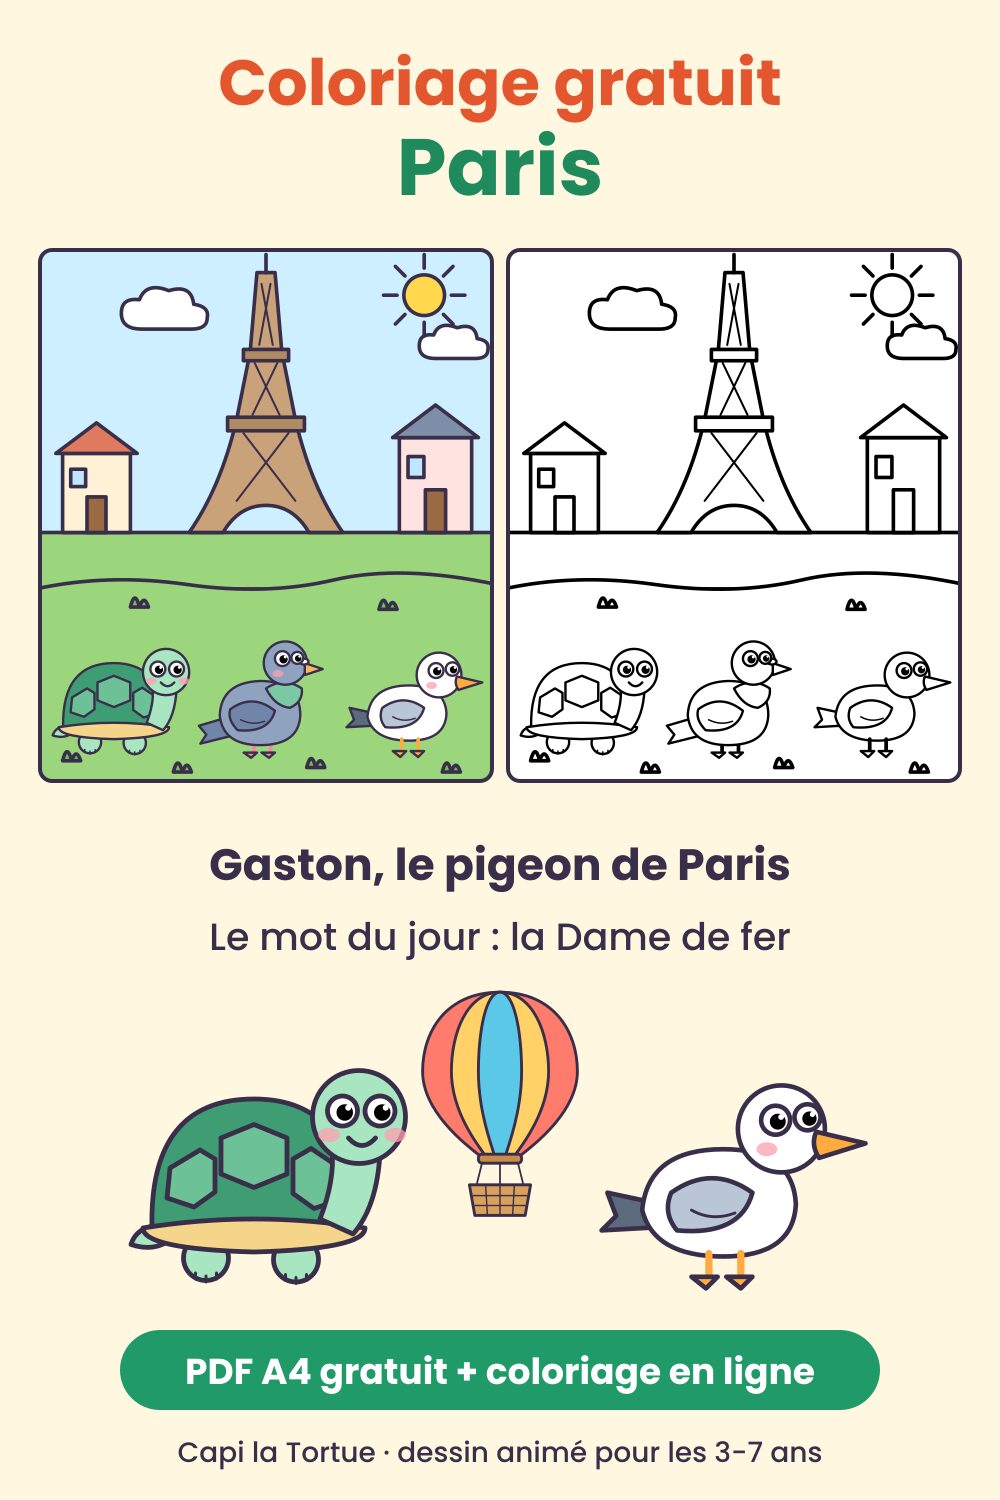 Coloriage gratuit
Paris
Gaston, le pigeon de Paris
Le mot du jour : la Dame de fer
PDF A4 gratuit + coloriage en ligne
Capi la Tortue · dessin animé pour les 3-7 ans